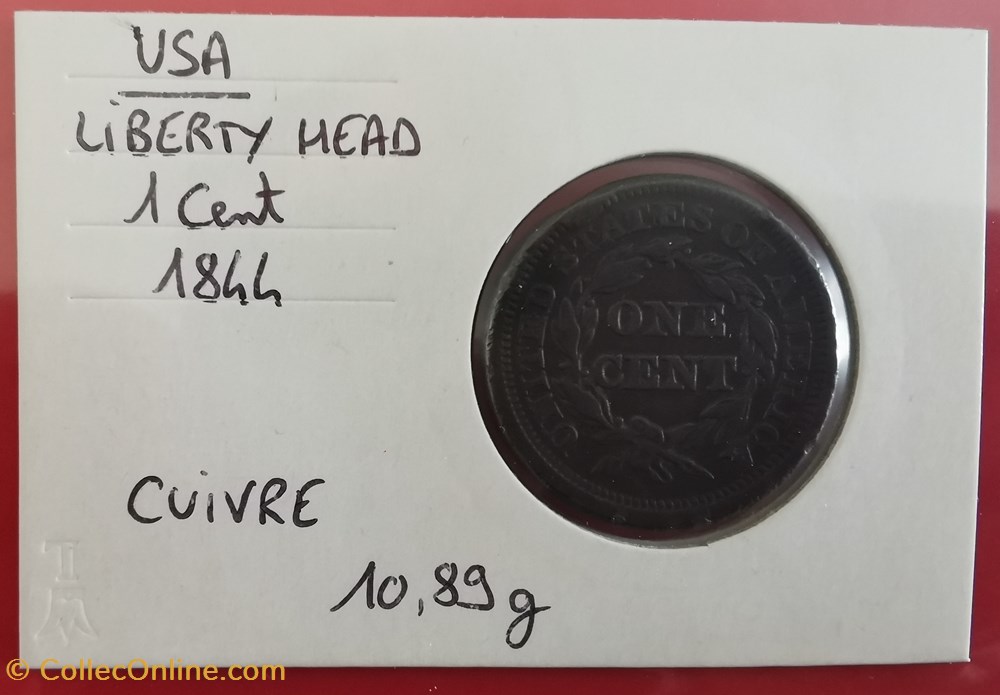 USA
LIBERTY HEAD
1 Cent
1844
CUIVRE
10,89 g
UNITED STATES OF AMERICA
ONE
CENT
© CollecOnline.com